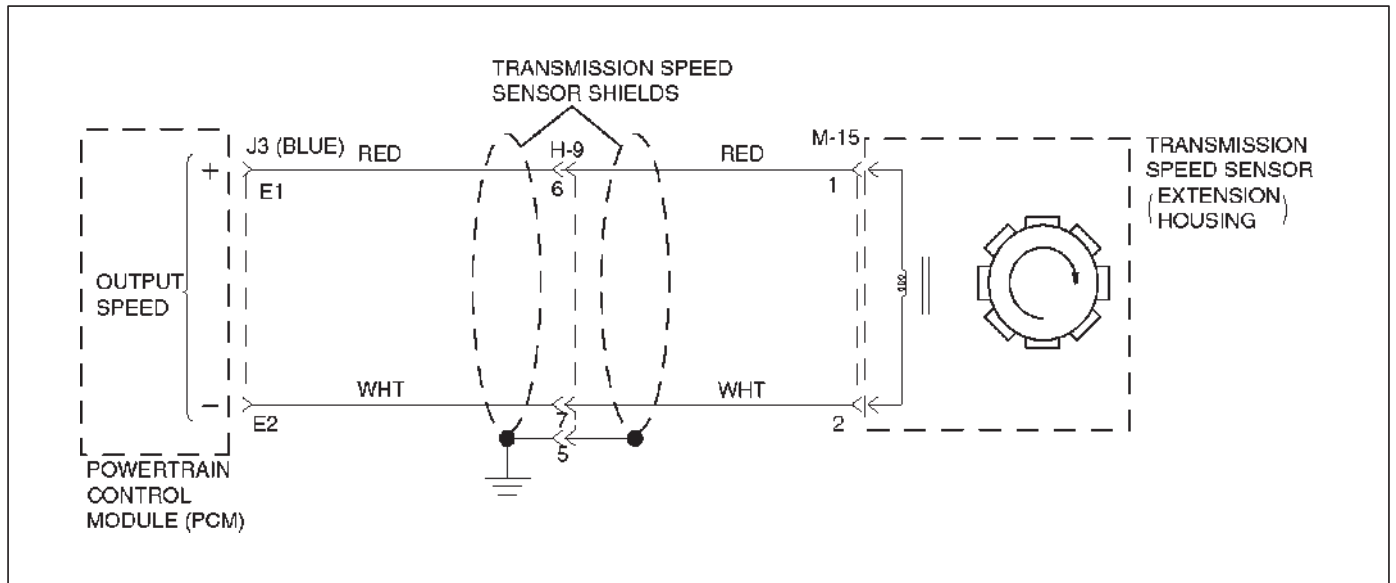 TRANSMISSION SPEED
SENSOR SHIELDS
J3 (BLUE)
RED
H-9
RED
M-15
TRANSMISSION
SPEED SENSOR
(EXTENSION
HOUSING)
+
E1
6
1
OUTPUT
SPEED
WHT
WHT
−
E2
7
2
5
POWERTRAIN
CONTROL
MODULE (PCM)